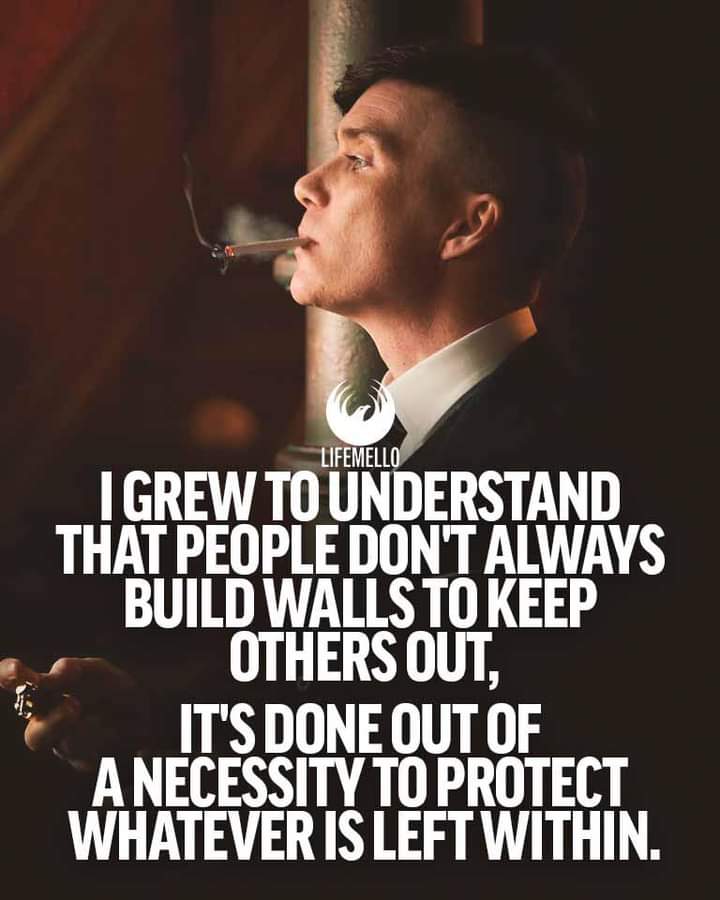 LIFEMELLO
I GREW TO UNDERSTAND
THAT PEOPLE DON'T ALWAYS
BUILD WALLS TO KEEP
OTHERS OUT,
IT'S DONE OUT OF
A NECESSITY TO PROTECT
WHATEVER IS LEFT WITHIN.